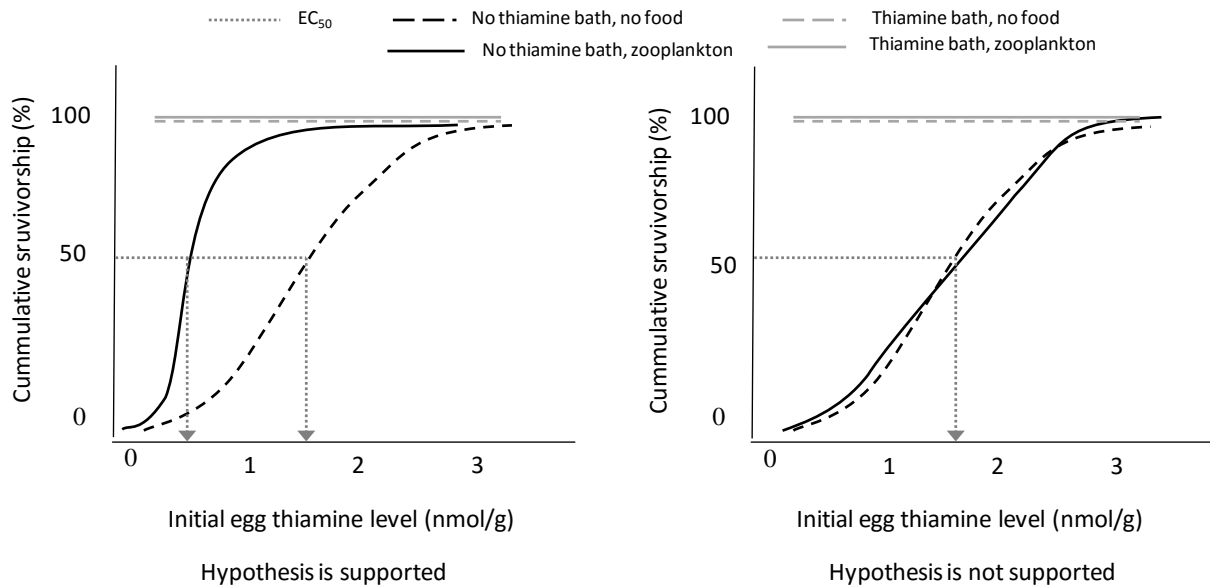 EC50
No thiamine bath, no food
Thiamine bath, no food
No thiamine bath, zooplankton
Thiamine bath, zooplankton
Cummulative sruvivorship (%)
100
50
0
0 1 2 3
Initial egg thiamine level (nmol/g)
Hypothesis is supported
Cummulative sruvivorship (%)
100
50
0
0 1 2 3
Initial egg thiamine level (nmol/g)
Hypothesis is not supported